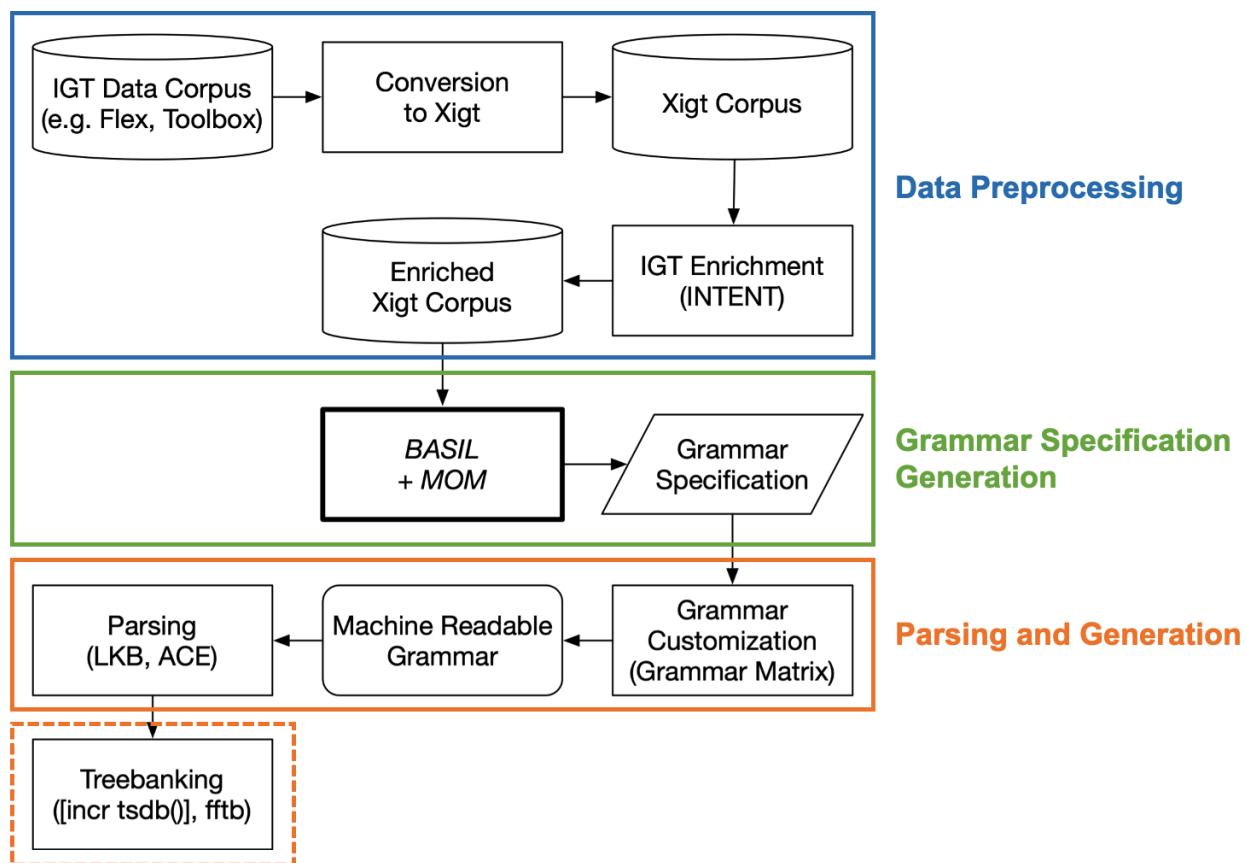 IGT Data Corpus
(e.g. Flex, Toolbox)
Conversion
to Xigt
Xigt Corpus
Data Preprocessing
Enriched
Xigt Corpus
IGT Enrichment
(INTENT)
BASIL
+ MOM
Grammar
Specification
Grammar Specification
Generation
Parsing
(LKB, ACE)
Machine Readable
Grammar
Grammar
Customization
(Grammar Matrix)
Parsing and Generation
Treebanking
([incr tsdb()], fftb)